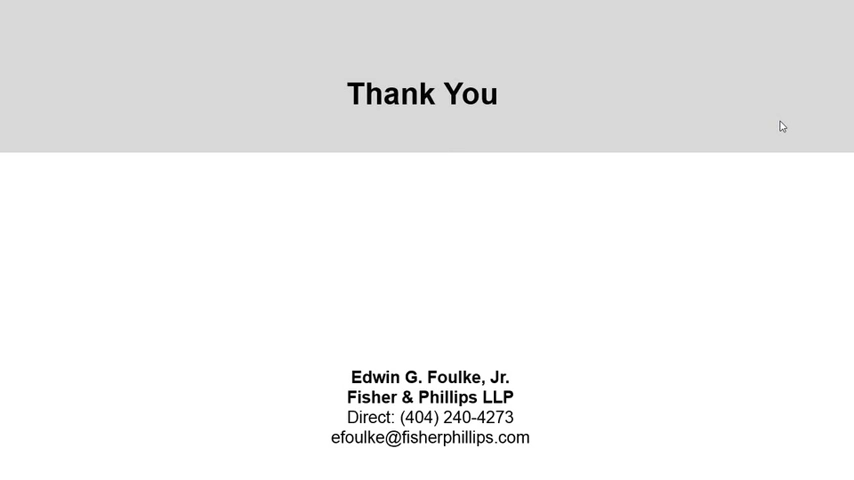 Thank You
Edwin G. Foulke, Jr.
Fisher & Phillips LLP
Direct: (404) 240-4273
efoulke@fisherphillips.com